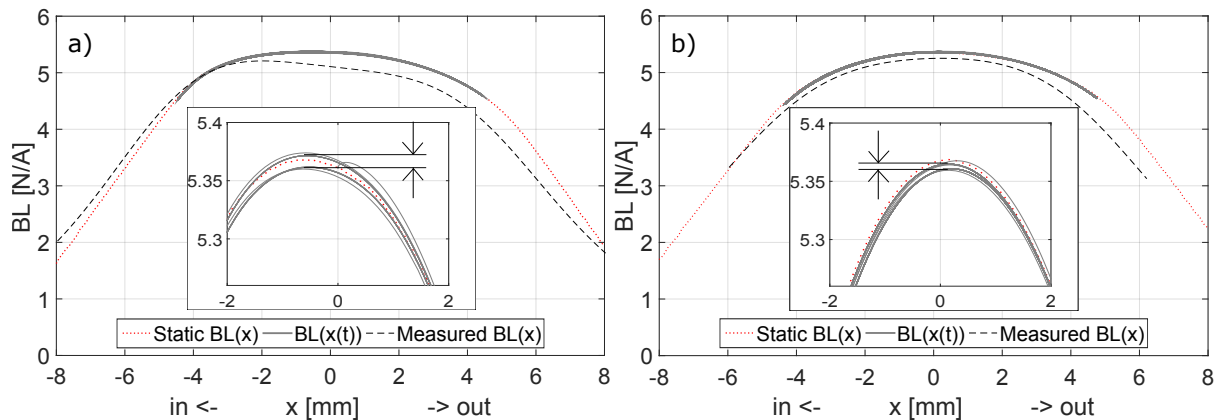 a)
BL [N/A]
6
5
4
3
2
1
0
5.4
5.35
5.3
-2
0
2
Static BL(x)
BL(x(t))
Measured BL(x)
-8
-6
-4
-2
0
2
4
6
8
in <-
x [mm]
-> out
b)
BL [N/A]
6
5
4
3
2
1
0
5.4
5.35
5.3
-2
0
2
Static BL(x)
BL(x(t))
Measured BL(x)
-8
-6
-4
-2
0
2
4
6
8
in <-
x [mm]
-> out